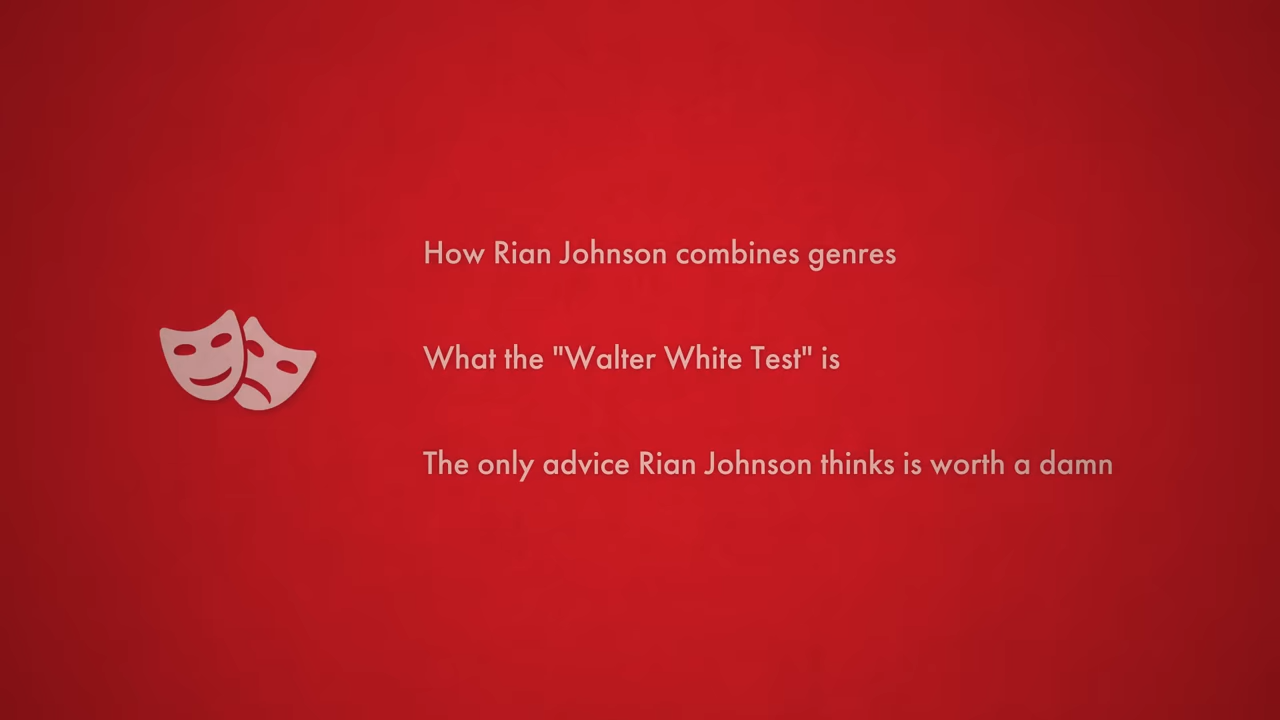 How Rian Johnson combines genres
What the "Walter White Test" is
The only advice Rian Johnson thinks is worth a damn